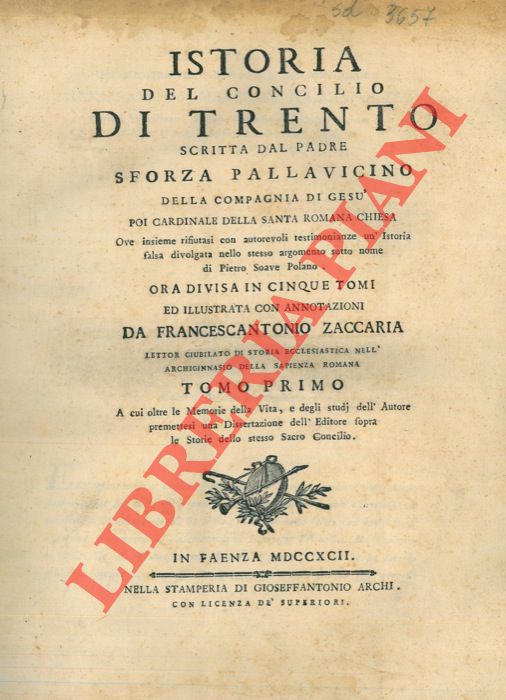 sd 3657
ISTORIA
DEL CONCILIO
DI TRENTO
SCRITTA DAL PADRE
SFORZA PALLAVICINO
DELLA COMPAGNIA DI GESU'
POI CARDINALE DELLA SANTA ROMANA CHIESA
Ove insieme rifiutasi con autorevoli testimonianze un' Istoria
falsa divolgata nello stesso argomento sotto nome
di Pietro Soave Polano
ORA DIVISA IN CINQUE TOMI
ED ILLUSTRATA CON ANNOTAZIONI
DA FRANCESCANTONIO ZACCARIA
LETTOR GIUBILATO DI STORIA ECCLESIASTICA NELL'
ARCHIGINNASIO DELLA SAPIENZA ROMANA
TOMO PRIMO
A cui oltre le Memorie della Vita, e degli studj dell' Autore
premettesi una Dissertazione dell' Editore sopra
le Storie dello stesso Sacro Concilio.
IN FAENZA MDCCXCII.
NELLA STAMPERIA DI GIOSEFFANTONIO ARCHI.
CON LICENZA DE' SUPERIORI.
LIBRERIA PIANI